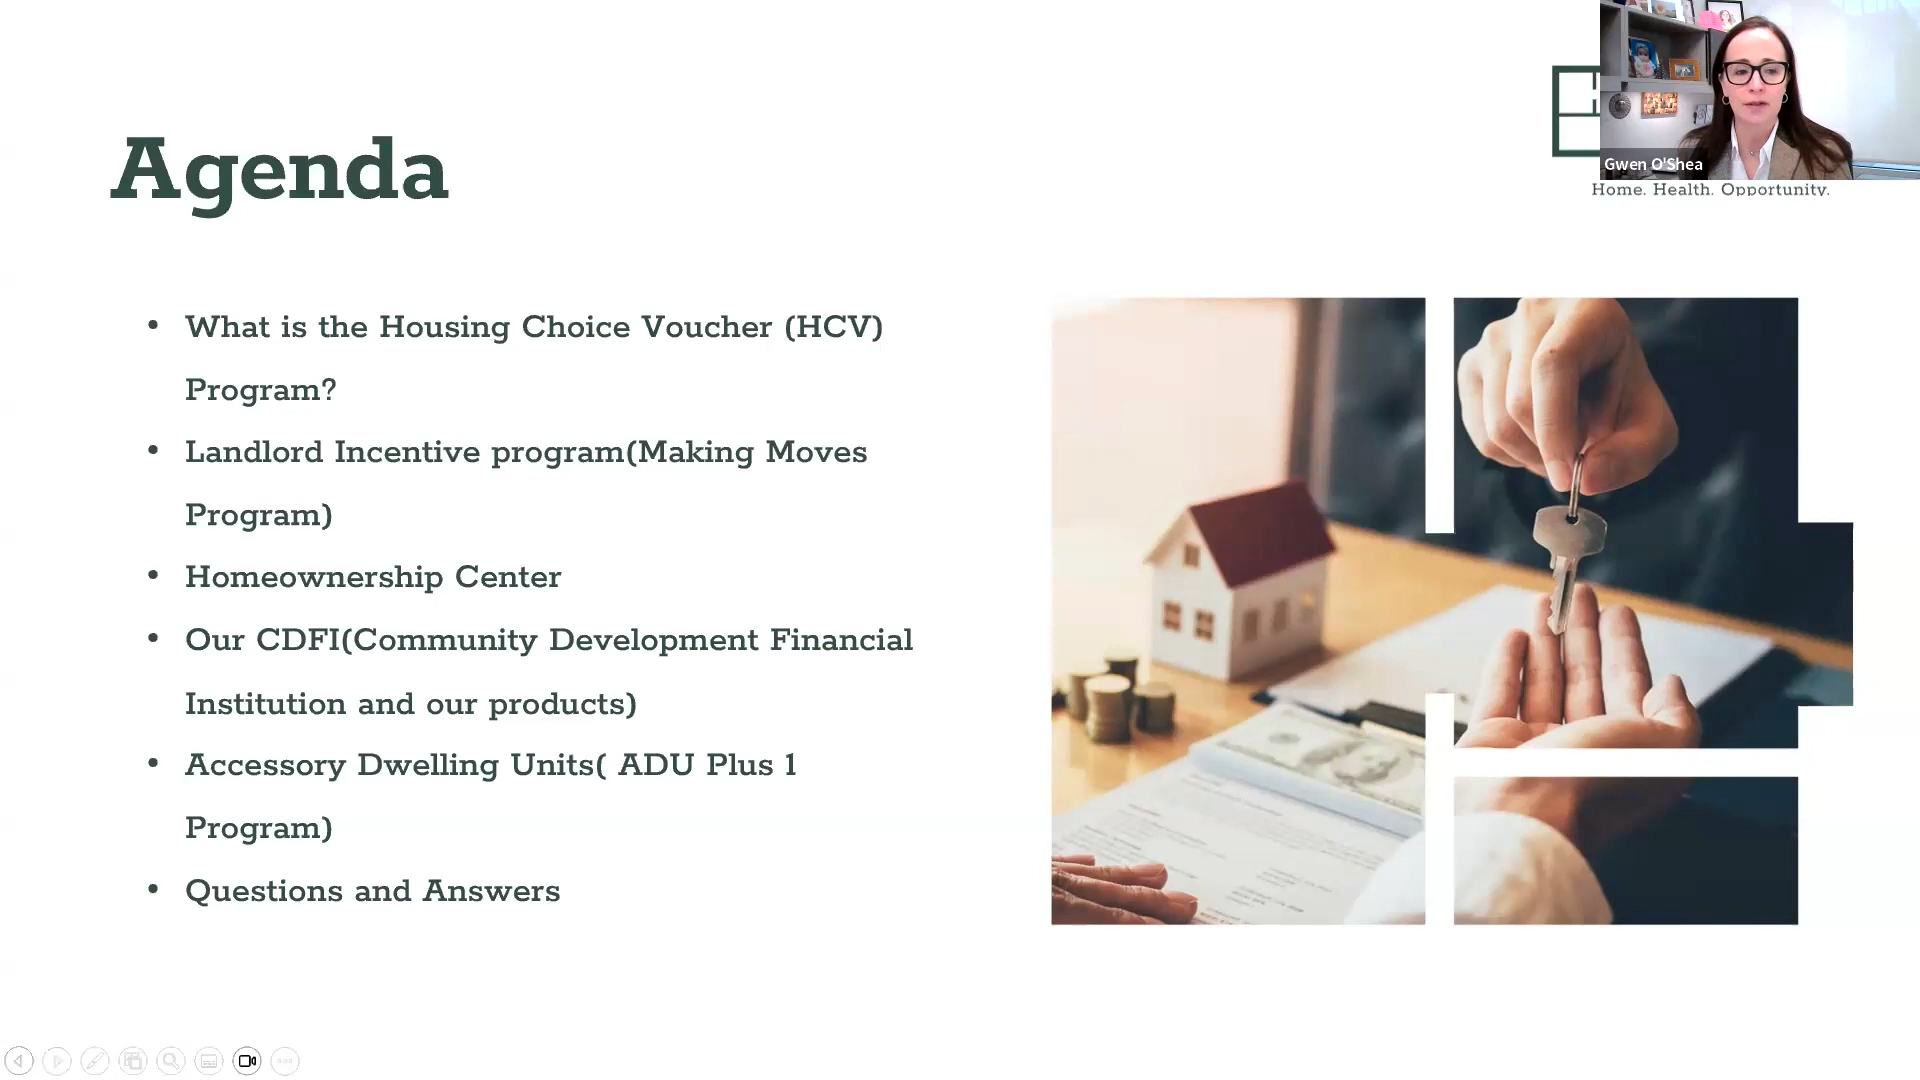 Agenda
Gwen O'Shea
Home. Health. Opportunity.
• What is the Housing Choice Voucher (HCV)
Program?
• Landlord Incentive program(Making Moves
Program)
• Homeownership Center
• Our CDFI(Community Development Financial
Institution and our products)
• Accessory Dwelling Units( ADU Plus 1
Program)
• Questions and Answers